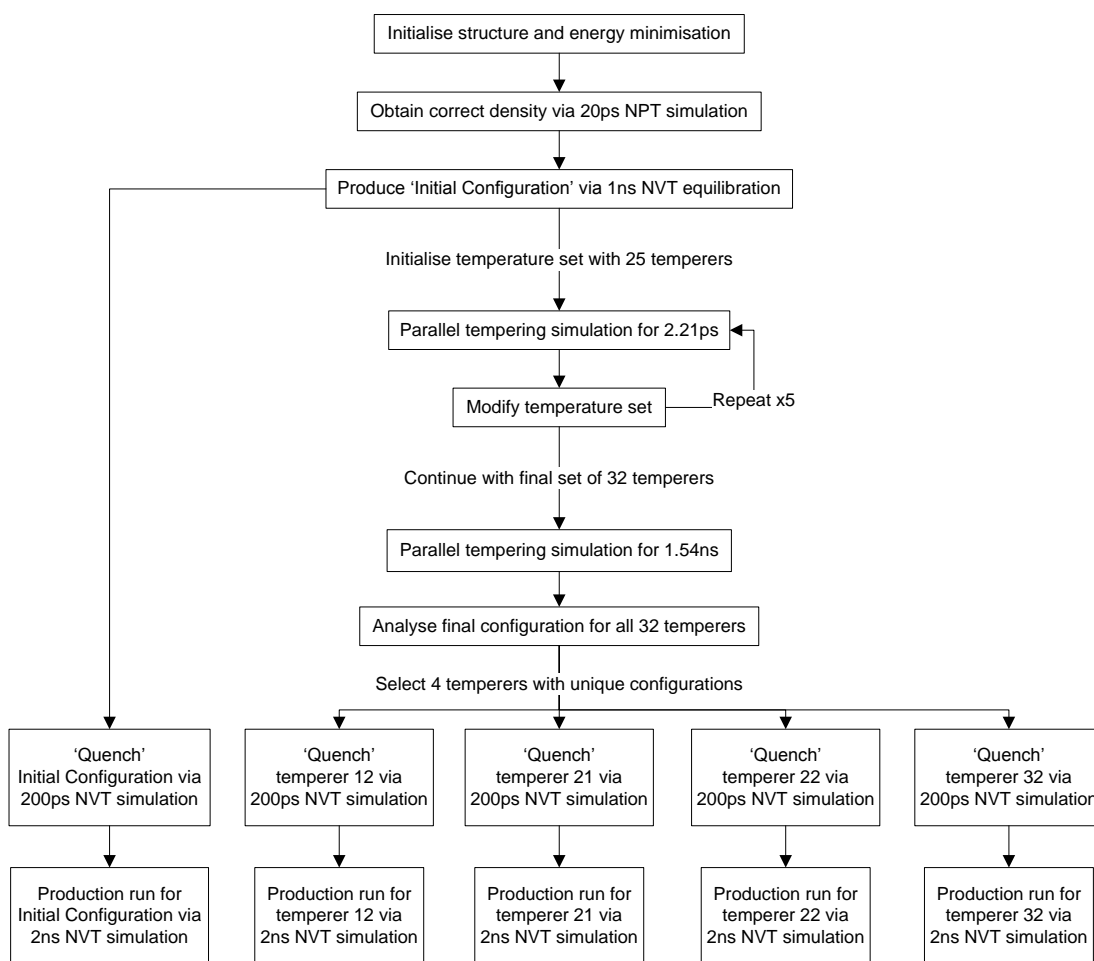 Initialise structure and energy minimisation
Obtain correct density via 20ps NPT simulation
Produce ‘Initial Configuration’ via 1ns NVT equilibration
Initialise temperature set with 25 temperers
Parallel tempering simulation for 2.21ps
Modify temperature set
Repeat x5
Continue with final set of 32 temperers
Parallel tempering simulation for 1.54ns
Analyse final configuration for all 32 temperers
Select 4 temperers with unique configurations
‘Quench’
Initial Configuration via
200ps NVT simulation
‘Quench’
temperer 12 via
200ps NVT simulation
‘Quench’
temperer 21 via
200ps NVT simulation
‘Quench’
temperer 22 via
200ps NVT simulation
‘Quench’
temperer 32 via
200ps NVT simulation
Production run for
Initial Configuration via
2ns NVT simulation
Production run for
temperer 12 via
2ns NVT simulation
Production run for
temperer 21 via
2ns NVT simulation
Production run for
temperer 22 via
2ns NVT simulation
Production run for
temperer 32 via
2ns NVT simulation